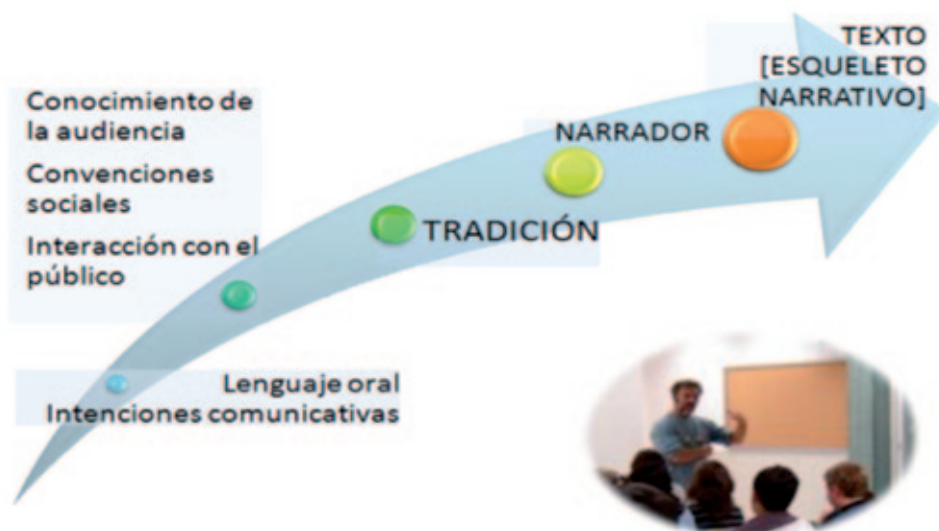 TEXTO
[ESQUELETO
NARRATIVO]
NARRADOR
TRADICIÓN
Conocimiento de
la audiencia
Convenciones
sociales
Interacción con el
público
Lenguaje oral
Intenciones comunicativas